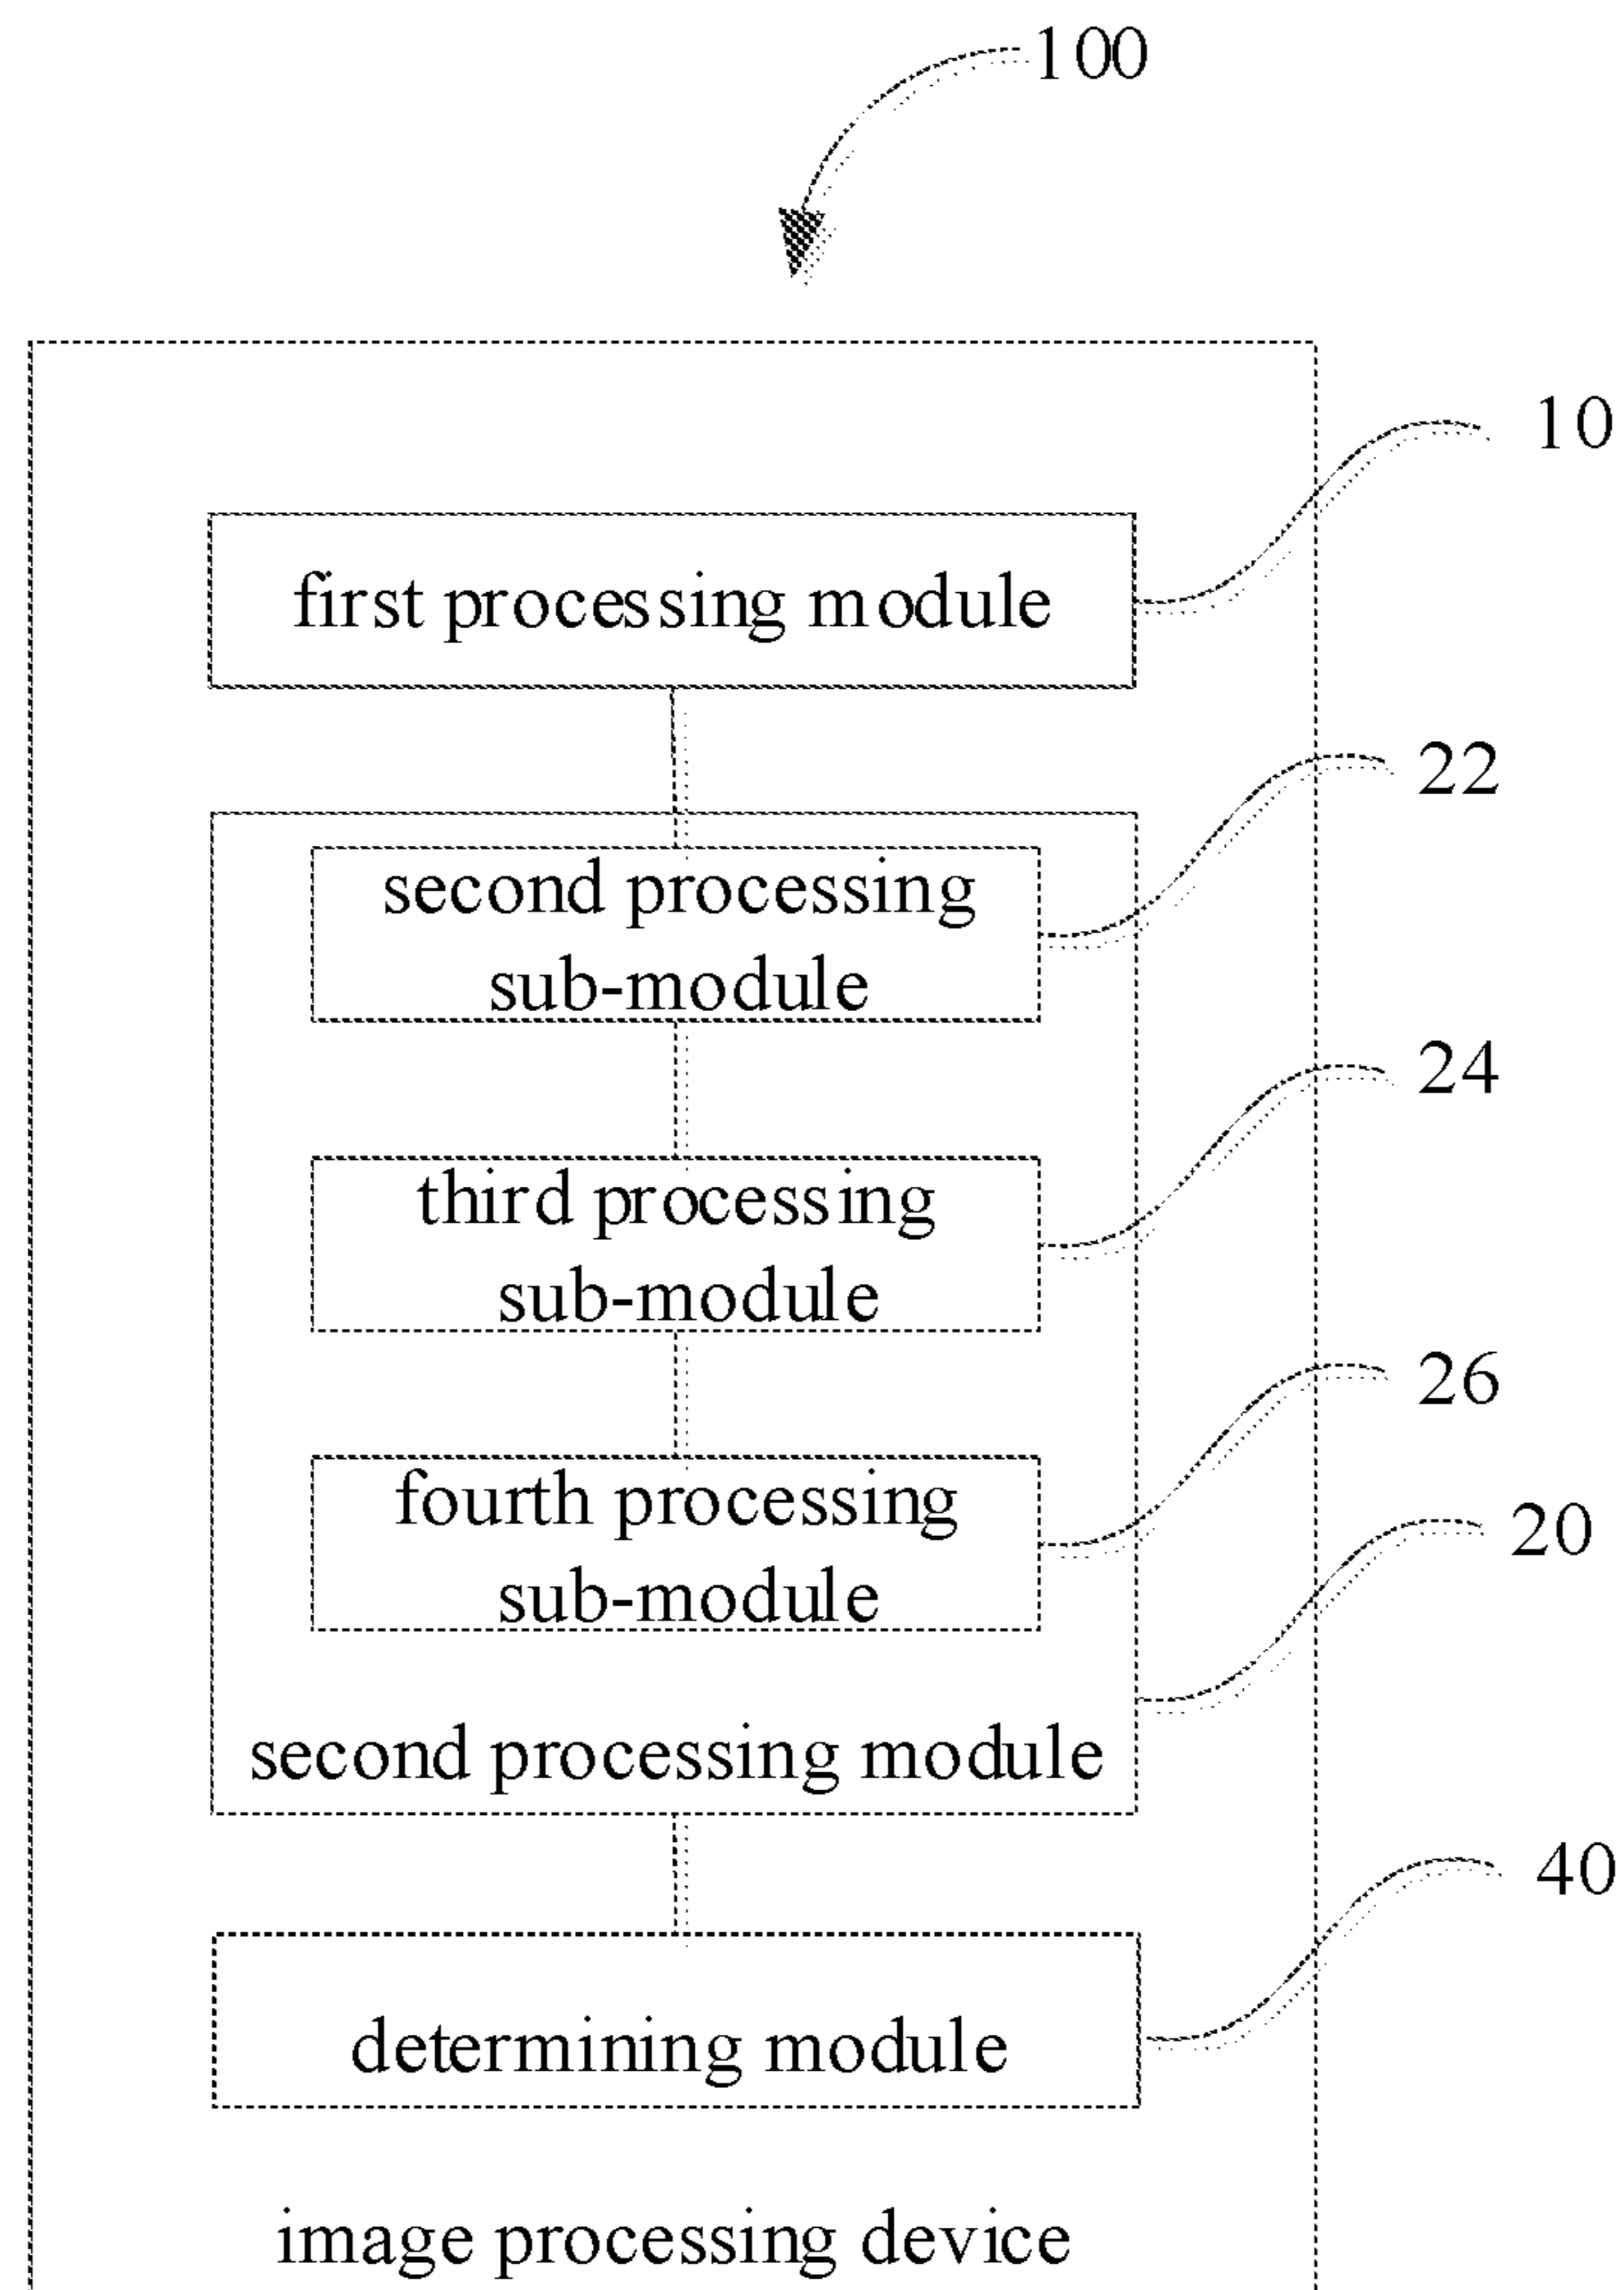 100
10
first processing module
22
second processing
sub-module
24
third processing
sub-module
26
fourth processing
sub-module
20
second processing module
40
determining module
image processing device